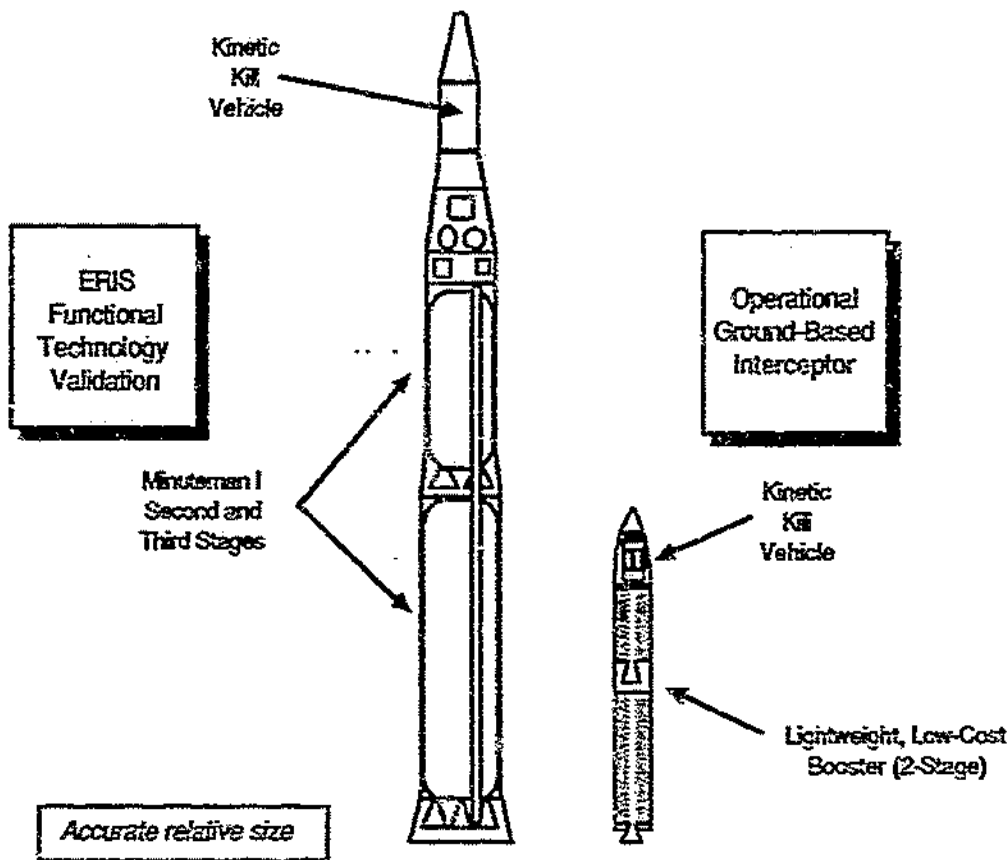 Kinetic
Kill
Vehicle
ERIS
Functional
Technology
Validation
Operational
Ground-Based
Interceptor
Minuteman I
Second and
Third Stages
Kinetic
Kill
Vehicle
Lightweight, Low-Cost
Booster (2-Stage)
Accurate relative size